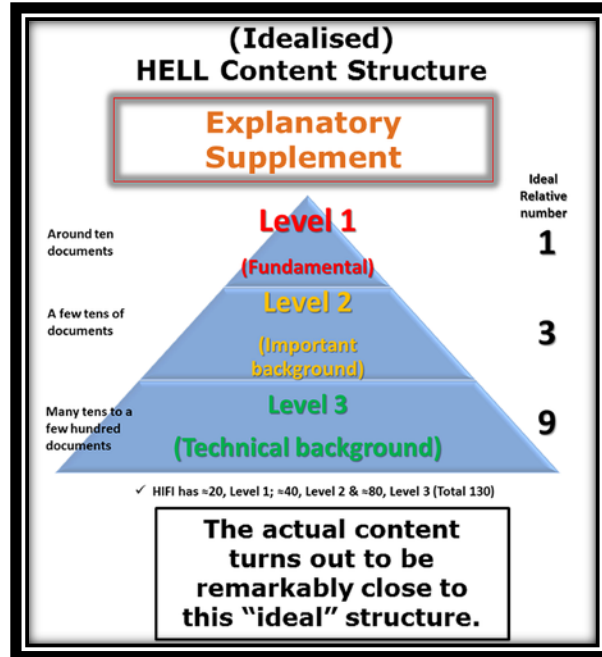 (Idealised)
HELL Content Structure
Explanatory
Supplement
Ideal
Relative
number
Level 1
(Fundamental)
Around ten
documents
1
Level 2
(Important
background)
A few tens of
documents
3
Level 3
(Technical background)
Many tens to a
few hundred
documents
9
✓ HIFI has ≈20, Level 1; ≈40, Level 2 & ≈80, Level 3 (Total 130)
The actual content
turns out to be
remarkably close to
this “ideal” structure.